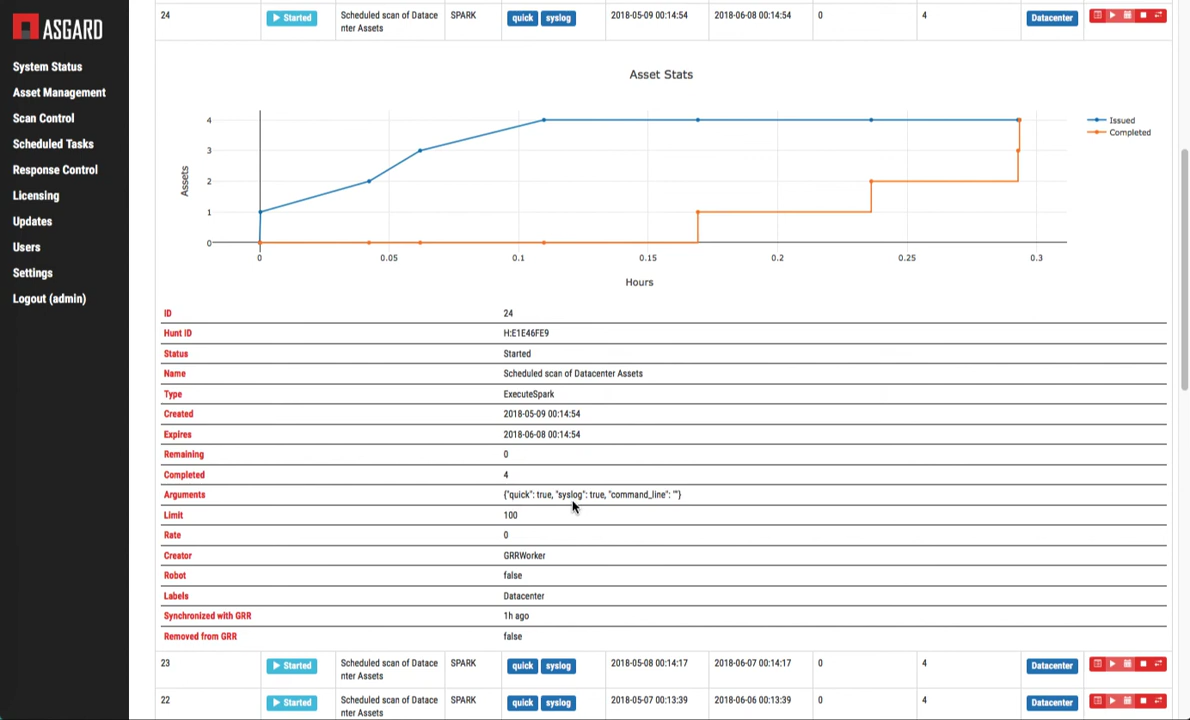 ASGARD
System Status
Asset Management
Scan Control
Scheduled Tasks
Response Control
Licensing
Updates
Users
Settings
Logout (admin)
24 Started Scheduled scan of Datace SPARK quick syslog 2018-05-09 00:14:54 2018-06-08 00:14:54 0 4 Datacenter
nter Assets
Asset Stats
4
3
2
1
0
Assets
0 0.05 0.1 0.15 0.2 0.25 0.3
Hours
Issued
Completed
ID 24
Hunt ID H:E1E46FE9
Status Started
Name Scheduled scan of Datacenter Assets
Type ExecuteSpark
Created 2018-05-09 00:14:54
Expires 2018-06-08 00:14:54
Remaining 0
Completed 4
Arguments {"quick": true, "syslog": true, "command_line": ""}
Limit 100
Rate 0
Creator GRRWorker
Robot false
Labels Datacenter
Synchronized with GRR 1h ago
Removed from GRR false
23 Started Scheduled scan of Datace SPARK quick syslog 2018-05-08 00:14:17 2018-06-07 00:14:17 0 4 Datacenter
nter Assets
22 Started Scheduled scan of Datace SPARK quick syslog 2018-05-07 00:13:39 2018-06-06 00:13:39 0 4 Datacenter
nter Assets